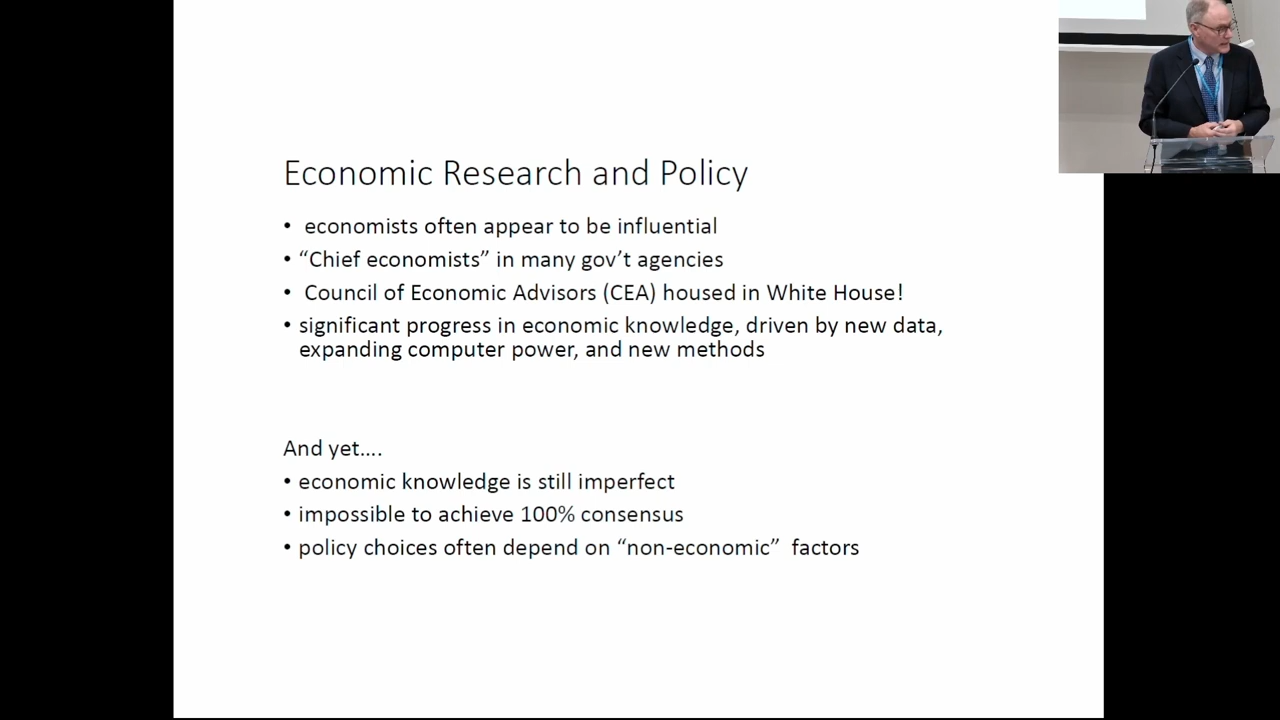 Economic Research and Policy
• economists often appear to be influential
• “Chief economists” in many gov’t agencies
• Council of Economic Advisors (CEA) housed in White House!
• significant progress in economic knowledge, driven by new data,
expanding computer power, and new methods
And yet....
• economic knowledge is still imperfect
• impossible to achieve 100% consensus
• policy choices often depend on “non-economic” factors